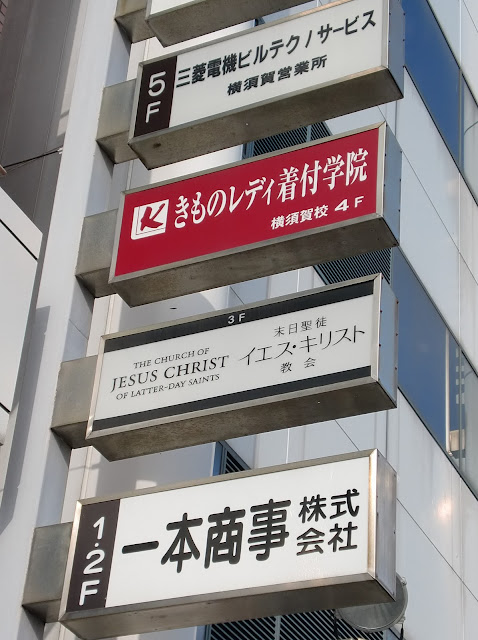 5F
三菱電機ビルテクノサービス
横須賀営業所
きものレディ着付学院
横須賀校 4F
3F
THE CHURCH OF
JESUS CHRIST
OF LATTER-DAY SAINTS
末日聖徒
イエス・キリスト
教会
1・2F
一本商事 株式会社